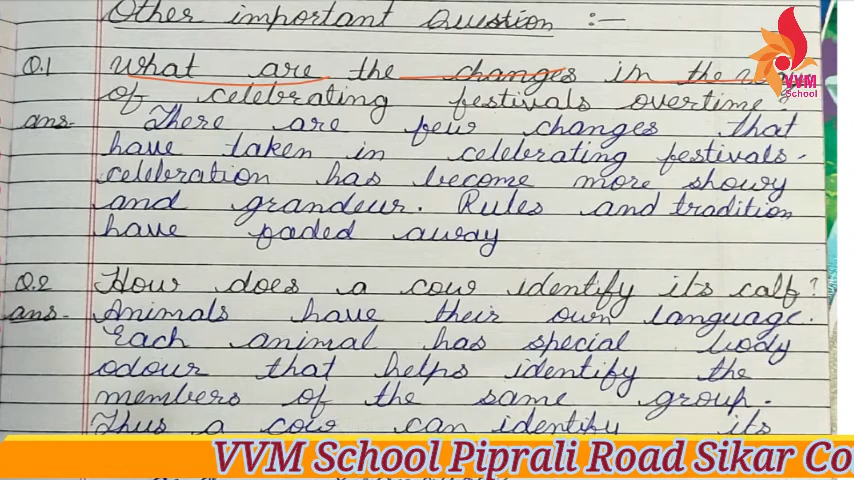 Other important Question :-
Q.1 What are the changes in the way
of celebrating festivals overtime?
ans. There are few changes that
have taken in celebrating festivals.
celebration has become more showy
and grandeur. Rules and tradition
have faded away
Q.2 How does a cow identify its calf?
ans. Animals have their own language.
Each animal has special body
odour that helps identify the
members of the same group.
Thus a cow can identify its
VVM
School
VVM School Piprali Road Sikar Co